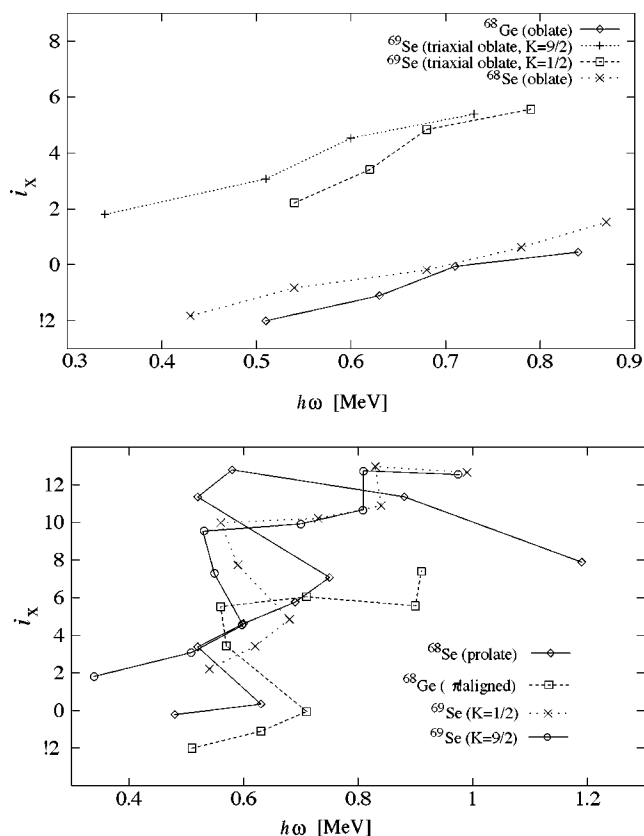 ⁶⁸Ge (oblate)
⁶⁹Se (triaxial oblate, K=9/2)
⁶⁹Se (triaxial oblate, K=1/2)
⁶⁸Se (oblate)
8
6
4
2
0
!2
i_x
0.3 0.4 0.5 0.6 0.7 0.8 0.9
hω [MeV]
12
10
8
6
4
2
0
!2
i_x
⁶⁸Se (prolate)
⁶⁸Ge ( πaligned)
⁶⁹Se (K=1/2)
⁶⁹Se (K=9/2)
0.4 0.6 0.8 1 1.2
hω [MeV]